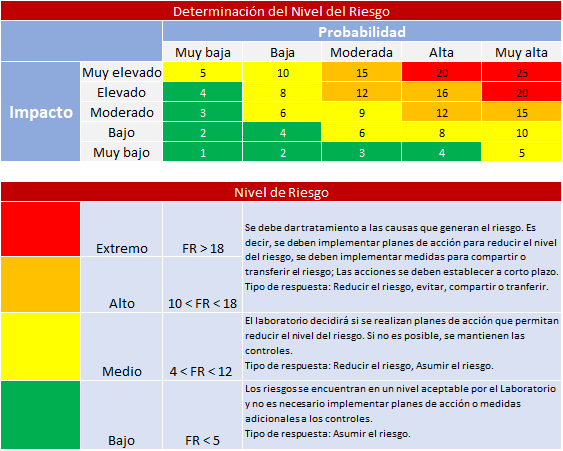 Determinación del Nivel del Riesgo
Probabilidad
Muy baja Baja Moderada Alta Muy alta
Impacto
Muy elevado 5 10 15 20 25
Elevado 4 8 12 16 20
Moderado 3 6 9 12 15
Bajo 2 4 6 8 10
Muy bajo 1 2 3 4 5
Nivel de Riesgo
Extremo FR > 18
Alto 10 < FR < 18
Se debe dar tratamiento a las causas que generan el riesgo. Es
decir, se deben implementar planes de acción para reducir el nivel
del riesgo, se deben implementar medidas para compartir o
transferir el riesgo; Las acciones se deben establecer a corto plazo.
Tipo de respuesta: Reducir el riesgo, evitar, compartir o tranferir.
Medio 4 < FR < 12
El laboratorio decidirá si se realizan planes de acción que permitan
reducir el nivel del riesgo. Si no es posible, se mantienen las
controles.
Tipo de respuesta: Reducir el riesgo, Asumir el riesgo.
Bajo FR < 5
Los riesgos se encuentran en un nivel aceptable por el Laboratorio
y no es necesario implementar planes de acción o medidas
adicionales a los controles.
Tipo de respuesta: Asumir el riesgo.